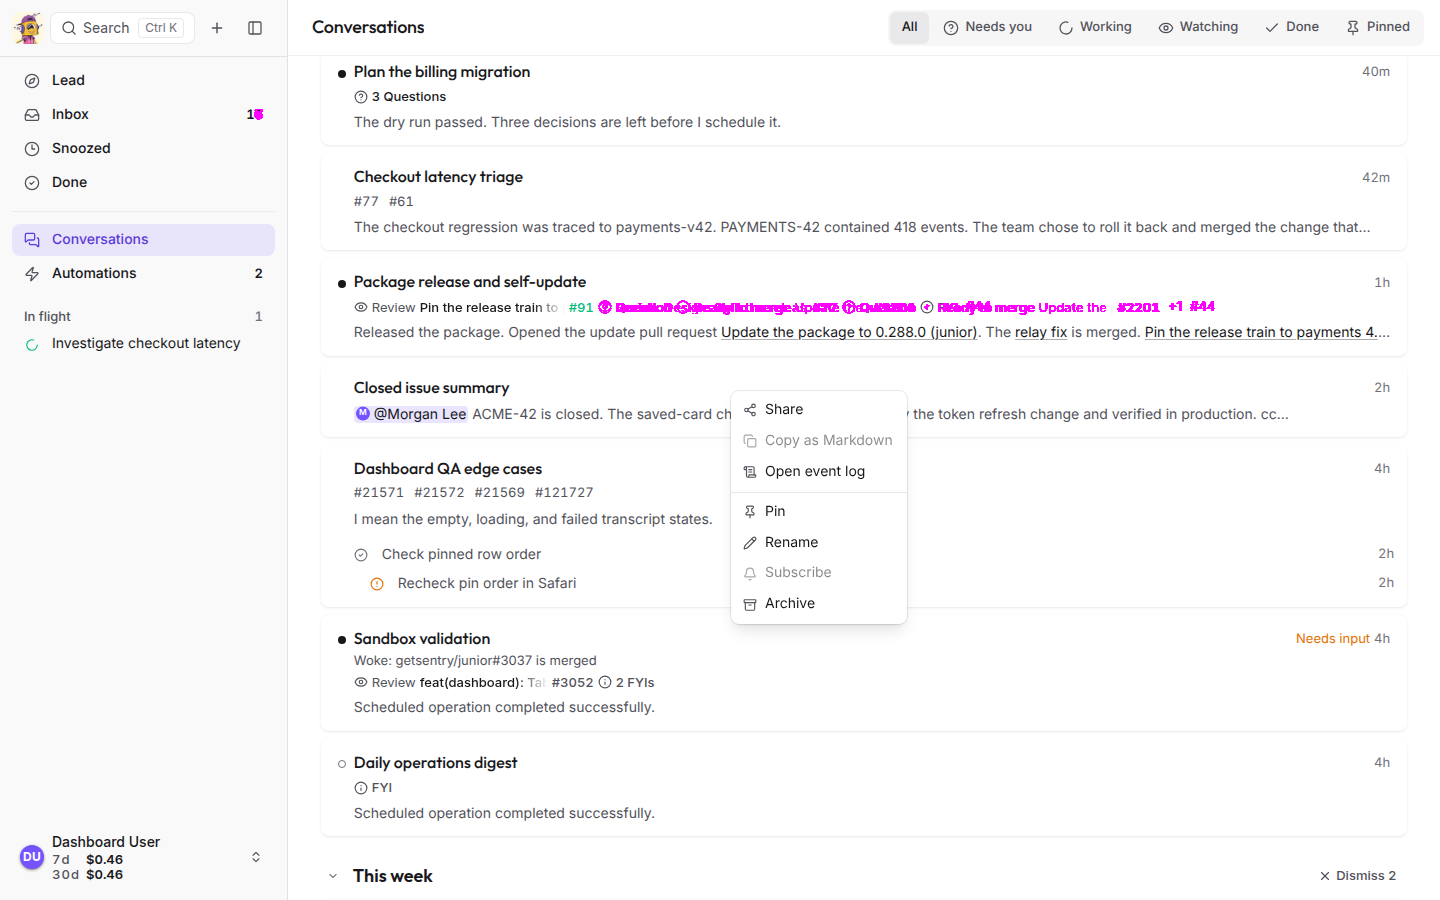 Search Ctrl K
Lead
Inbox
Snoozed
Done
Conversations
Automations 2
In flight 1
Investigate checkout latency
Dashboard User
DU
7d $0.46
30d $0.46
Conversations
All Needs you Working Watching Done Pinned
Plan the billing migration 40m
3 Questions
The dry run passed. Three decisions are left before I schedule it.
Checkout latency triage 42m
#77 #61
The checkout regression was traced to payments-v42. PAYMENTS-42 contained 418 events. The team chose to roll it back and merged the change that...
Package release and self-update 1h
Review Pin the release train to #91 merge Update the #2201 +1 #44
Released the package. Opened the update pull request Update the package to 0.288.0 (junior). The relay fix is merged. Pin the release train to payments 4....
Closed issue summary 2h
M @Morgan Lee ACME-42 is closed. The saved-card ch the token refresh change and verified in production. cc...
Share
Copy as Markdown
Open event log
Pin
Rename
Subscribe
Archive
Dashboard QA edge cases 4h
#21571 #21572 #21569 #121727
I mean the empty, loading, and failed transcript states.
Check pinned row order 2h
Recheck pin order in Safari 2h
Sandbox validation Needs input 4h
Woke: getsentry/junior#3037 is merged
Review feat(dashboard): Ta #3052 2 FYIs
Scheduled operation completed successfully.
Daily operations digest 4h
FYI
Scheduled operation completed successfully.
This week Dismiss 2